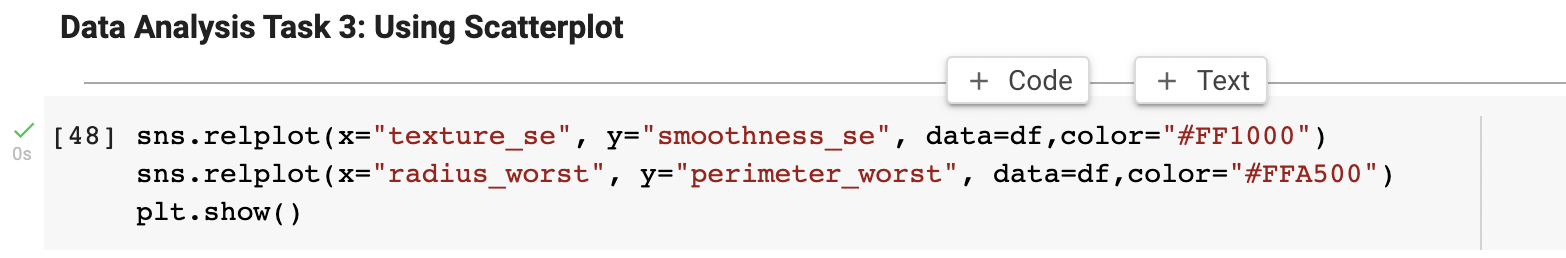 Data Analysis Task 3: Using Scatterplot
+ Code + Text
[48] sns.relplot(x="texture_se", y="smoothness_se", data=df,color="#FF1000")
0s
sns.relplot(x="radius_worst", y="perimeter_worst", data=df,color="#FFA500")
plt.show()